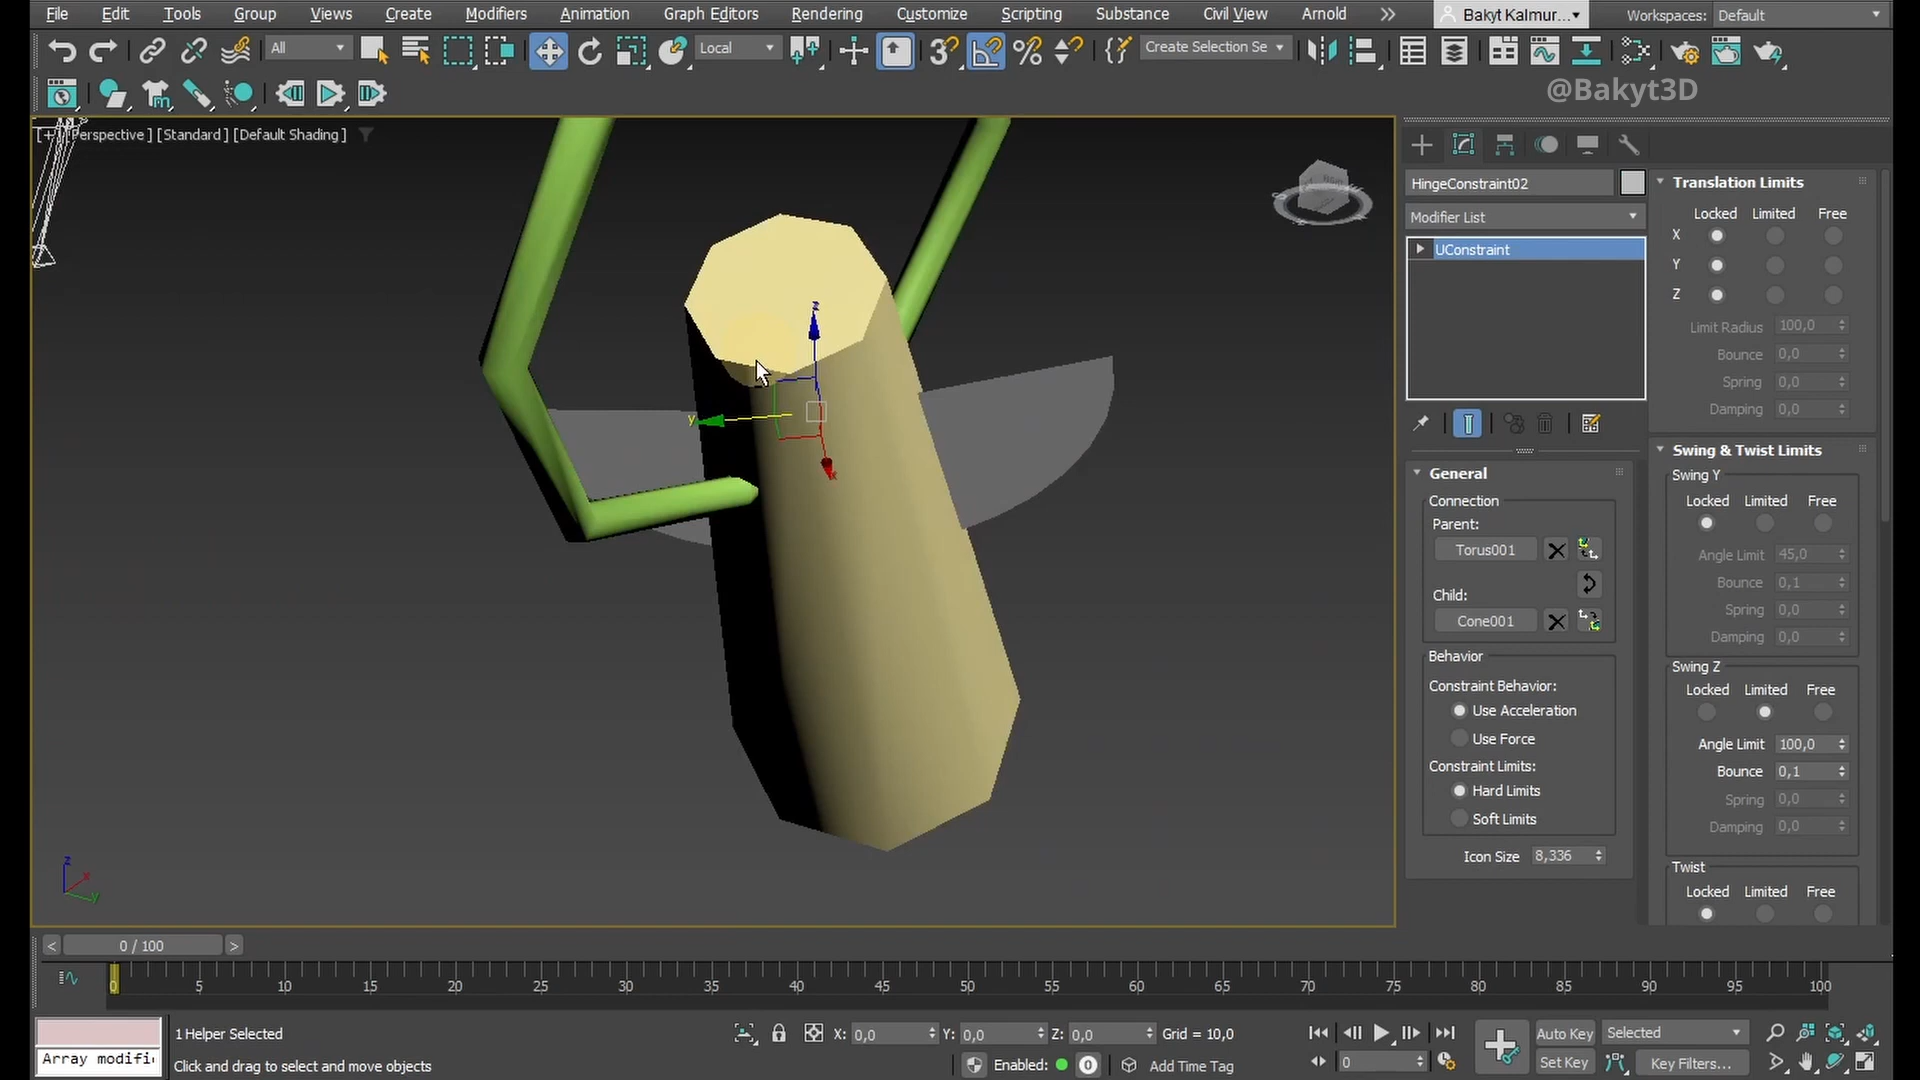 File Edit Tools Group Views Create Modifiers Animation Graph Editors Rendering Customize Scripting Substance Civil View Arnold Bakyt Kalmur... Workspaces: Default
All Local Create Selection Se
@Bakyt3D
[+] [Perspective ] [Standard ] [Default Shading ]
HingeConstraint02
Modifier List
UConstraint
General
Connection
Parent:
Torus001
Child:
Cone001
Behavior
Constraint Behavior:
Use Acceleration
Use Force
Constraint Limits:
Hard Limits
Soft Limits
Icon Size 8,336
Translation Limits
Locked Limited Free
X
Y
Z
Limit Radius 100,0
Bounce 0,0
Spring 0,0
Damping 0,0
Swing & Twist Limits
Swing Y
Locked Limited Free
Angle Limit 45,0
Bounce 0,1
Spring 0,0
Damping 0,0
Swing Z
Locked Limited Free
Angle Limit 100,0
Bounce 0,1
Spring 0,0
Damping 0,0
Twist
Locked Limited Free
z
y
x
z
x
y
< 0 / 100 >
0 5 10 15 20 25 30 35 40 45 50 55 60 65 70 75 80 85 90 95 100
1 Helper Selected X: 0,0 Y: 0,0 Z: 0,0 Grid = 10,0 Auto Key Selected
Array modifi Click and drag to select and move objects Enabled: 0 Add Time Tag 0 Set Key Key Filters...